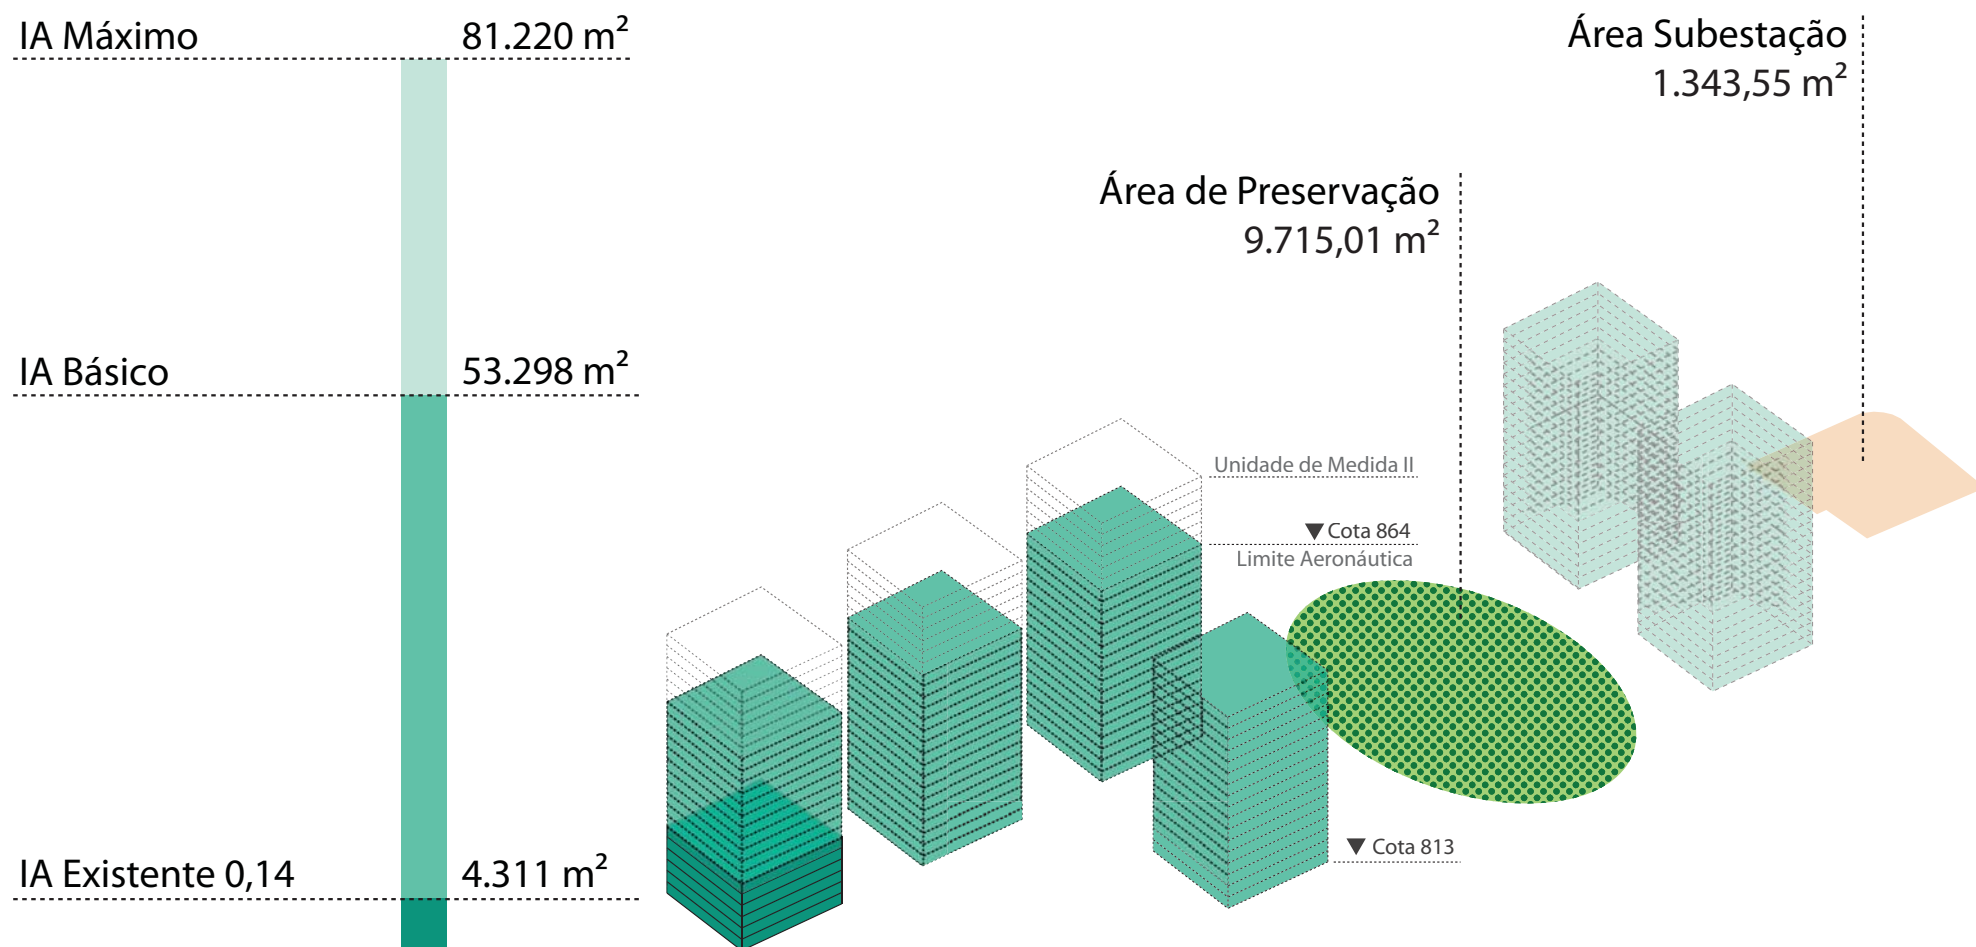 IA Máximo 81.220 m²
IA Básico 53.298 m²
IA Existente 0,14 4.311 m²
Área Subestação
1.343,55 m²
Área de Preservação
9.715,01 m²
Unidade de Medida II
▼ Cota 864
Limite Aeronáutica
▼ Cota 813